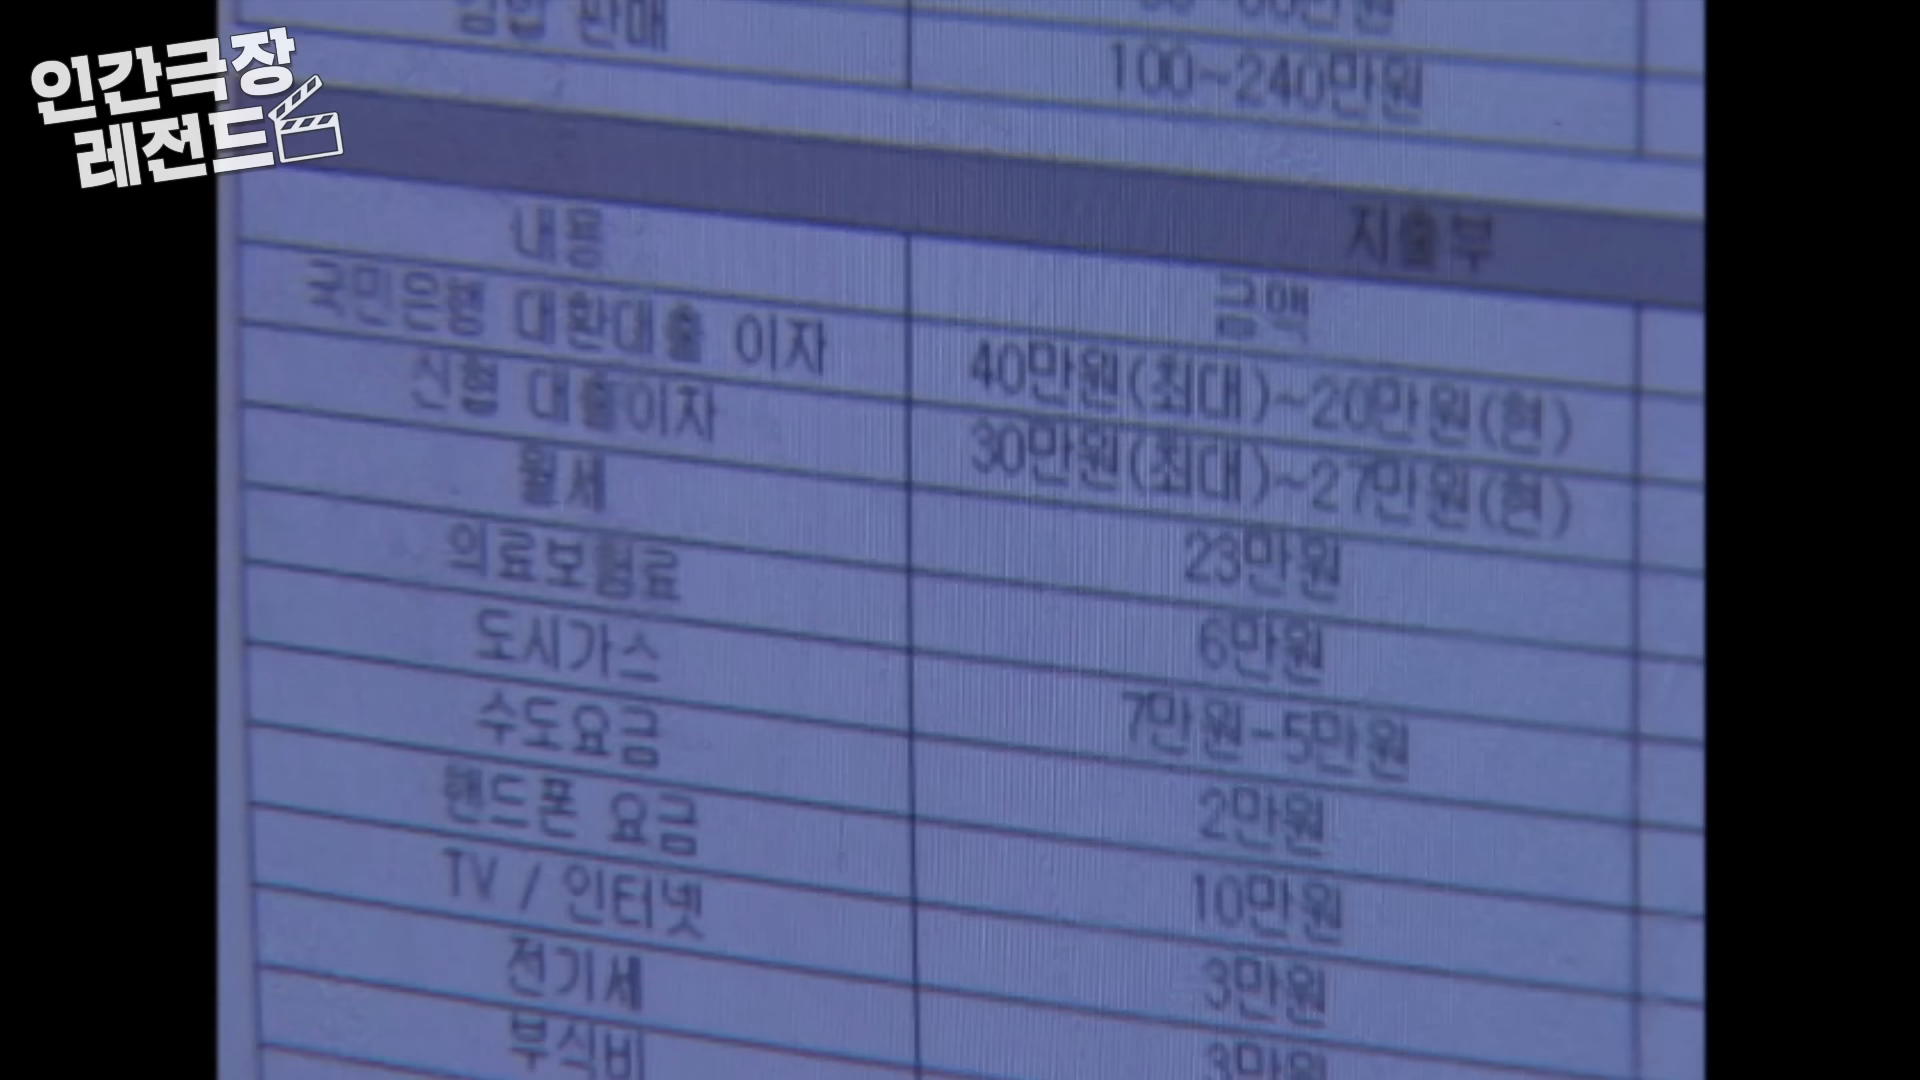 인간극장
레전드
판매 100~240만원
지출부
내용 금액
국민은행 대환대출 이자 40만원(최대)~20만원(현)
신협 대출이자 30만원(최대)~27만원(현)
월세 23만원
의료보험료 6만원
도시가스 7만원-5만원
수도요금 2만원
핸드폰 요금 10만원
TV / 인터넷 3만원
전기세 3만원
부식비